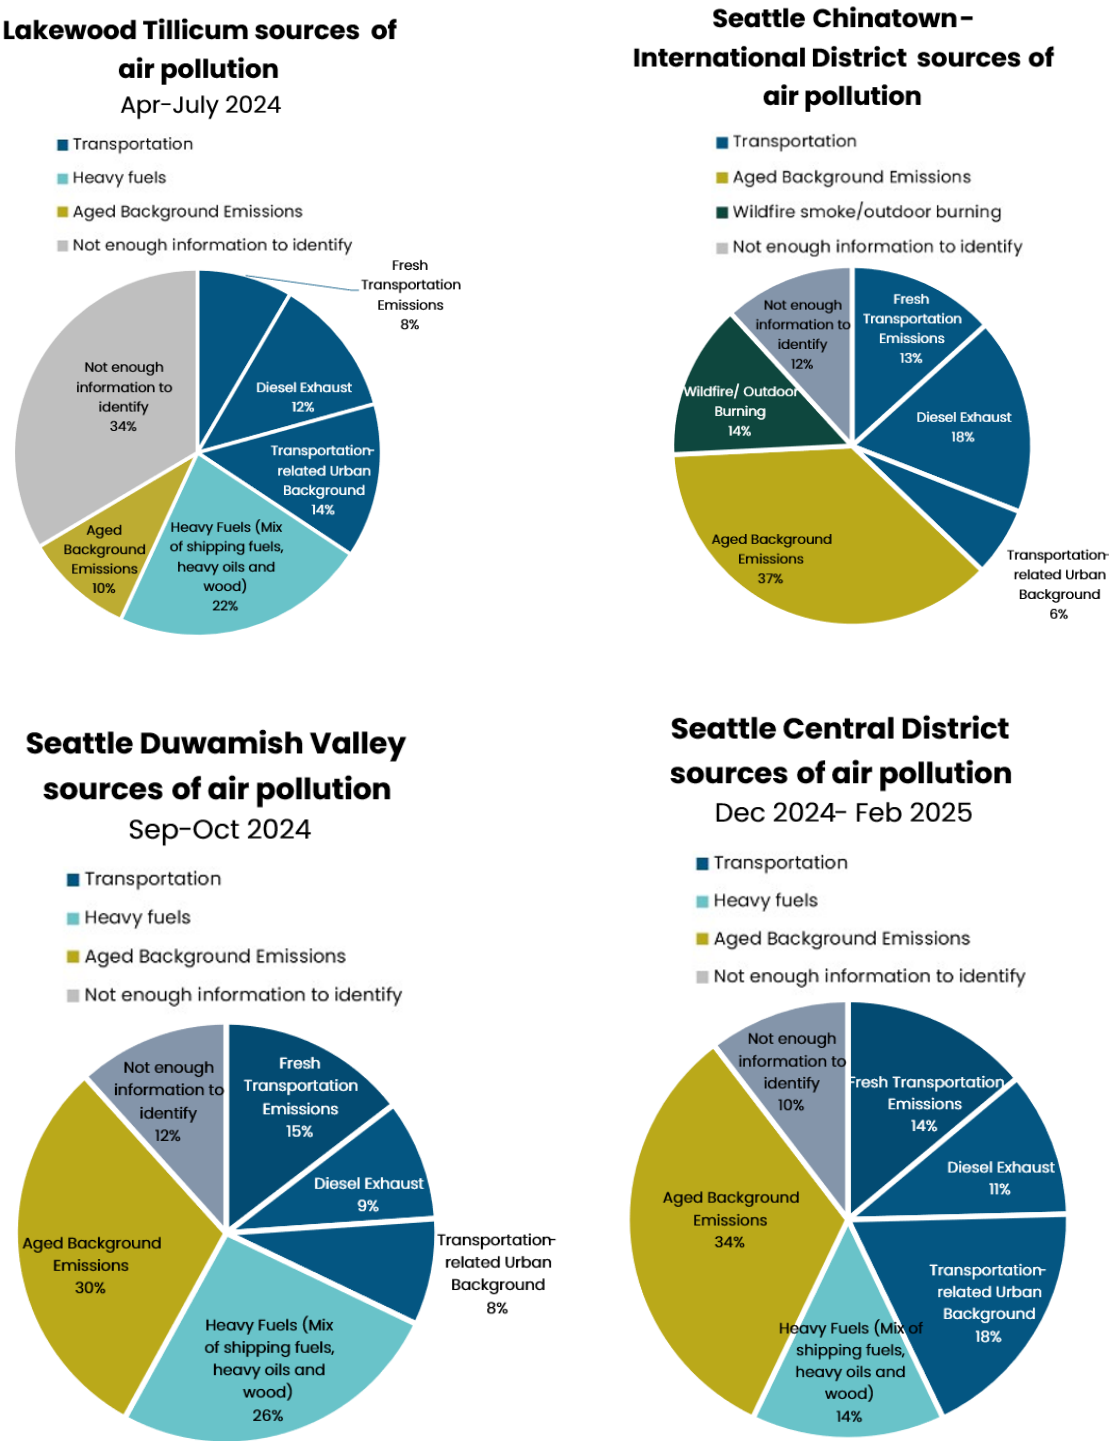 Lakewood Tillicum sources of
air pollution
Apr-July 2024
Transportation
Heavy fuels
Aged Background Emissions
Not enough information to identify
Fresh
Transportation
Emissions
8%
Diesel Exhaust
12%
Transportation-
related Urban
Background
14%
Heavy Fuels (Mix
of shipping fuels,
heavy oils and
wood)
22%
Aged
Background
Emissions
10%
Not enough
information to
identify
34%
Seattle Chinatown-
International District sources of
air pollution
Transportation
Aged Background Emissions
Wildfire smoke/outdoor burning
Not enough information to identify
Fresh
Transportation
Emissions
13%
Diesel Exhaust
18%
Transportation-
related Urban
Background
6%
Aged Background
Emissions
37%
Wildfire/ Outdoor
Burning
14%
Not enough
information to
identify
12%
Seattle Duwamish Valley
sources of air pollution
Sep-Oct 2024
Transportation
Heavy fuels
Aged Background Emissions
Not enough information to identify
Fresh
Transportation
Emissions
15%
Diesel Exhaust
9%
Transportation-
related Urban
Background
8%
Heavy Fuels (Mix
of shipping fuels,
heavy oils and
wood)
26%
Aged Background
Emissions
30%
Not enough
information to
identify
12%
Seattle Central District
sources of air pollution
Dec 2024- Feb 2025
Transportation
Heavy fuels
Aged Background Emissions
Not enough information to identify
Fresh Transportation
Emissions
14%
Diesel Exhaust
11%
Transportation-
related Urban
Background
18%
Heavy Fuels (Mix of
shipping fuels,
heavy oils and
wood)
14%
Aged Background
Emissions
34%
Not enough
information to
identify
10%